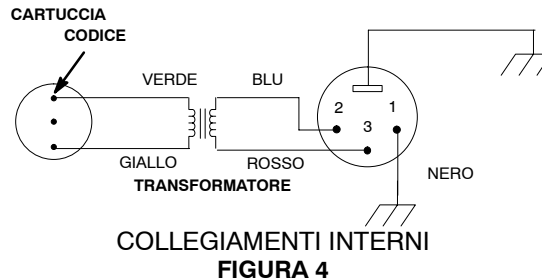 CARTUCCIA
CODICE
VERDE
BLU
2
1
3
GIALLO
ROSSO
TRANSFORMATORE
NERO
COLLEGIAMENTI INTERNI
FIGURA 4